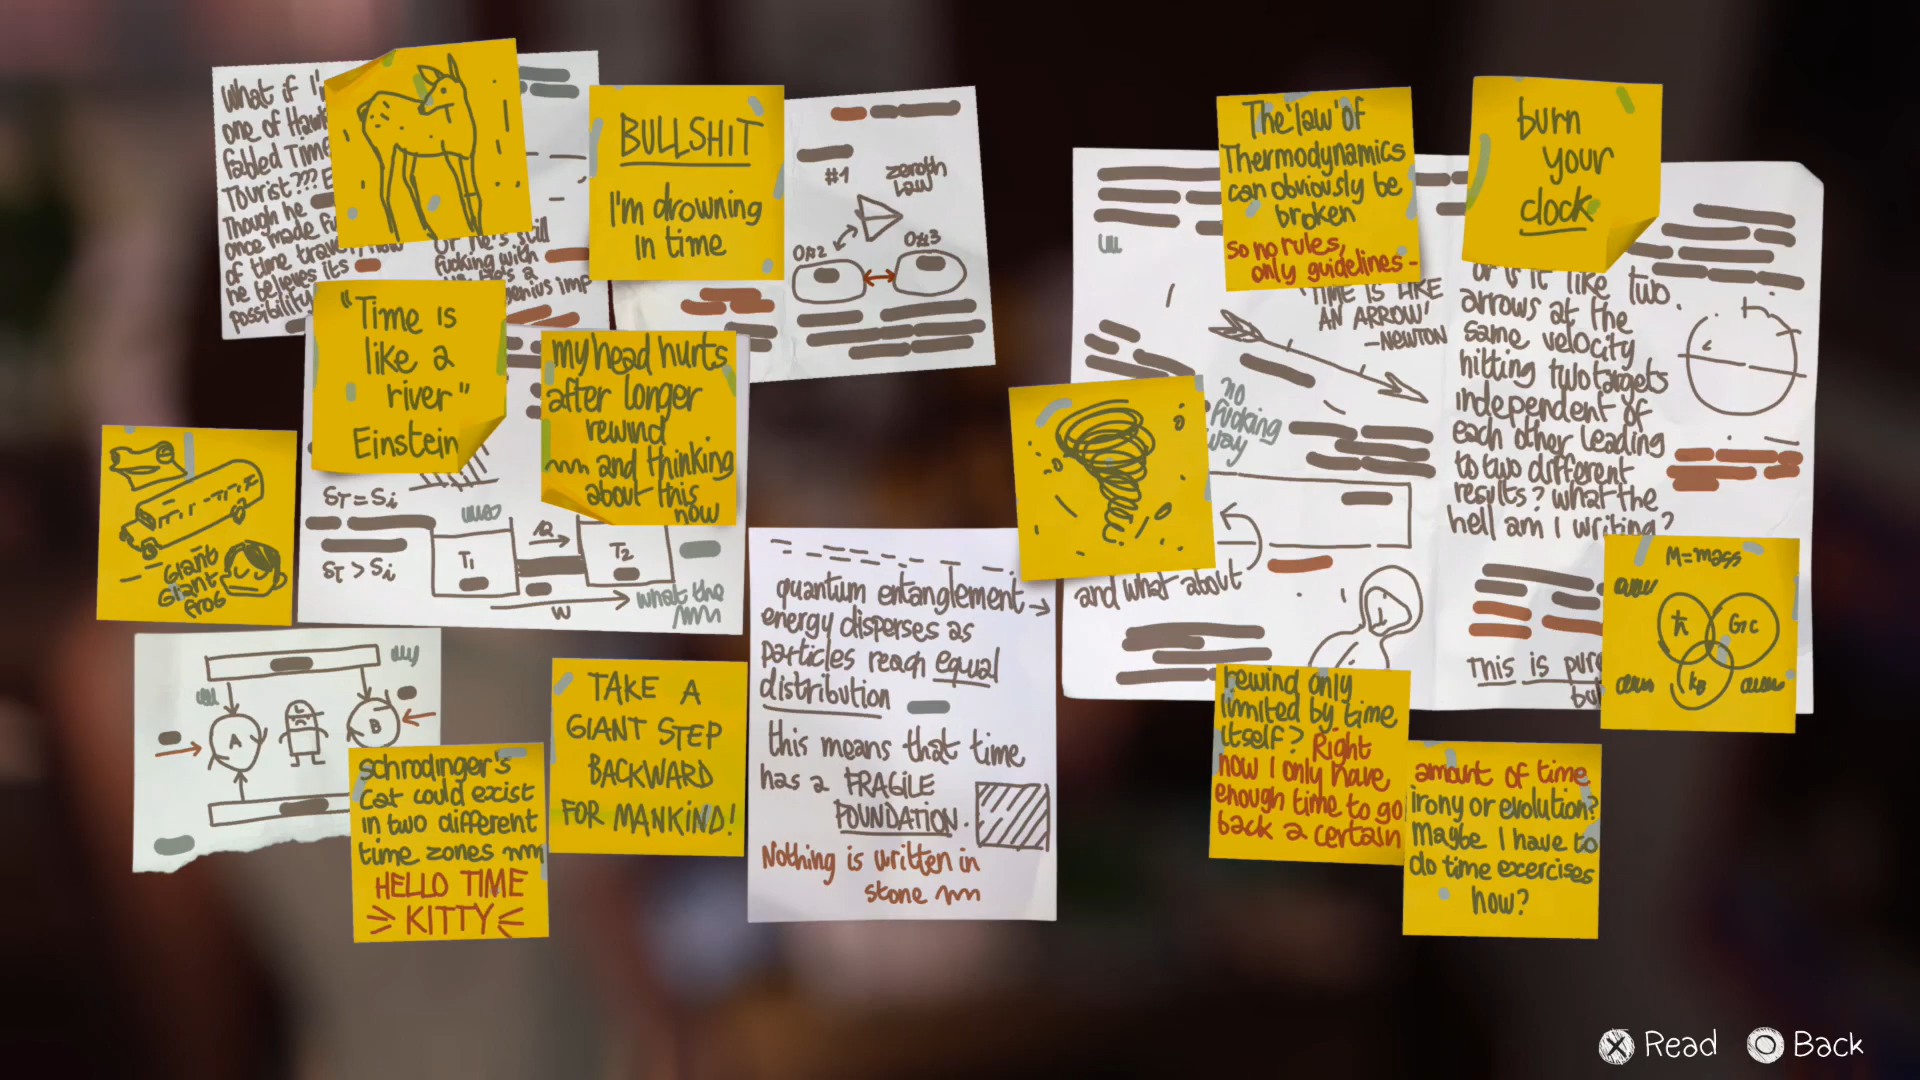 What if I'
one of Haw
fabled Time
Tourist??? E
Though he
once made fu
of time trave
now
he believes its
possibility
Or he's still
fucking with
He's a
genius imp
BULLSHIT
I'm drowning
in time
#1
zeroth
law
O#2
O#3
"Time is
like a
river"
Einstein
my head hurts
after longer
rewind
and thinking
about this
now
ST = Si
ST > Si
T1
ΔQ
T2
W
what the
Giant
Giant
frog
A
B
schrodinger's
Cat could exist
in two different
time zones
HELLO TIME
KITTY
TAKE A
GIANT STEP
BACKWARD
FOR MANKIND!
quantum entanglement →
energy disperses as
particles reach equal
distribution
this means that time
has a FRAGILE
FOUNDATION.
Nothing is written in
stone
The 'law' of
Thermodynamics
can obviously be
broken
so no rules,
only guidelines -
'TIME IS LIKE
AN ARROW'
-NEWTON
no
fucking
way
and what about
burn
your
clock
or is it like two
arrows at the
same velocity
hitting two targets
independent of
each other leading
to two different
results? what the
hell am I writing?
This is pur
bu
M=mass
ħ
G1c
kB
rewind only
limited by time
itself? Right
now I only have
enough time to go
back a certain
amount of time
irony or evolution?
Maybe I have to
do time exercises
now?
Read
Back